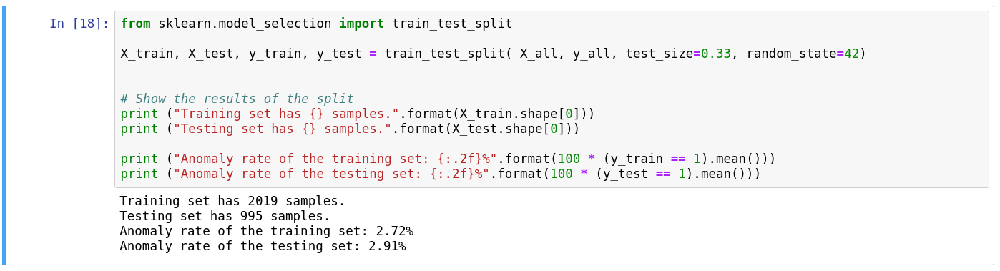 In [18]: from sklearn.model_selection import train_test_split
X_train, X_test, y_train, y_test = train_test_split( X_all, y_all, test_size=0.33, random_state=42)
# Show the results of the split
print ("Training set has {} samples.".format(X_train.shape[0]))
print ("Testing set has {} samples.".format(X_test.shape[0]))
print ("Anomaly rate of the training set: {:.2f}%".format(100 * (y_train == 1).mean()))
print ("Anomaly rate of the testing set: {:.2f}%".format(100 * (y_test == 1).mean()))
Training set has 2019 samples.
Testing set has 995 samples.
Anomaly rate of the training set: 2.72%
Anomaly rate of the testing set: 2.91%